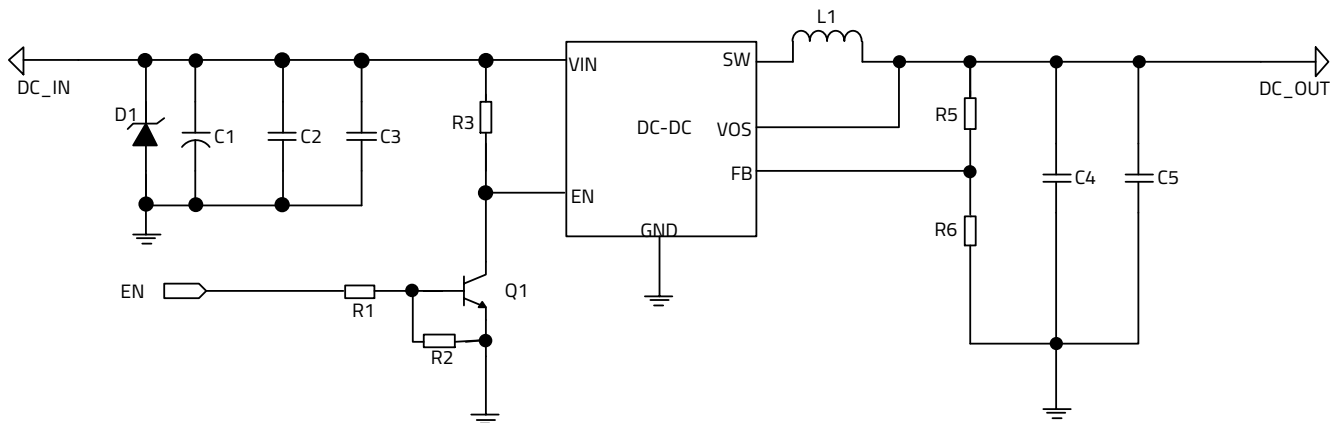 L1
DC_IN
VIN
SW
DC_OUT
D1
C1
C2
C3
R3
DC-DC
VOS
R5
FB
C4
C5
EN
GND
R6
EN
R1
Q1
R2